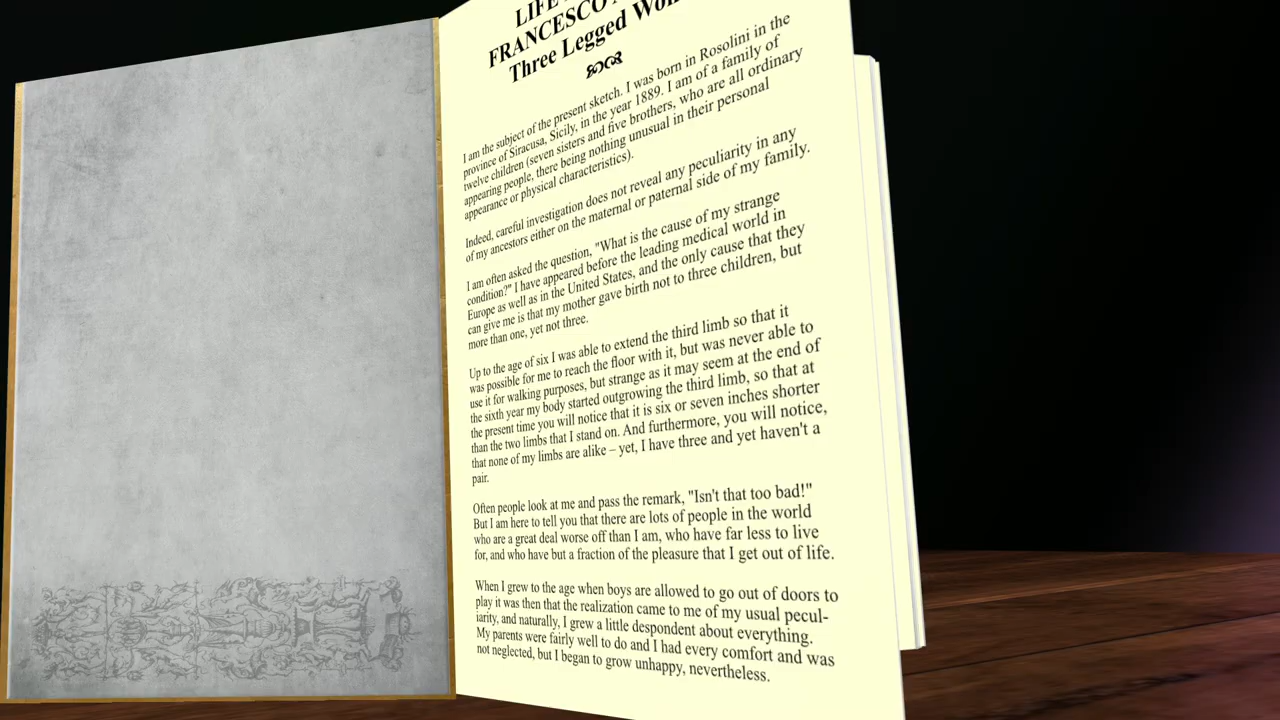 LIFE
FRANCESCO
Three Legged
I am the subject of the present sketch. I was born in Rosolini in the
province of Siracusa, Sicily, in the year 1889. I am of a family of
twelve children (seven sisters and five brothers, who are all ordinary
appearing people, there being nothing unusual in their personal
appearance or physical characteristics).
Indeed, careful investigation does not reveal any peculiarity in any
of my ancestors either on the maternal or paternal side of my family.
I am often asked the question, "What is the cause of my strange
condition?" I have appeared before the leading medical world in
Europe as well as in the United States, and the only cause that they
can give me is that my mother gave birth not to three children, but
more than one, yet not three.
Up to the age of six I was able to extend the third limb so that it
was possible for me to reach the floor with it, but was never able to
use it for walking purposes, but strange as it may seem at the end of
the sixth year my body started outgrowing the third limb, so that at
the present time you will notice that it is six or seven inches shorter
than the two limbs that I stand on. And furthermore, you will notice,
that none of my limbs are alike – yet, I have three and yet haven't a
pair.
Often people look at me and pass the remark, "Isn't that too bad!"
But I am here to tell you that there are lots of people in the world
who are a great deal worse off than I am, who have far less to live
for, and who have but a fraction of the pleasure that I get out of life.
When I grew to the age when boys are allowed to go out of doors to
play it was then that the realization came to me of my usual pecul-
iarity, and naturally, I grew a little despondent about everything.
My parents were fairly well to do and I had every comfort and was
not neglected, but I began to grow unhappy, nevertheless.